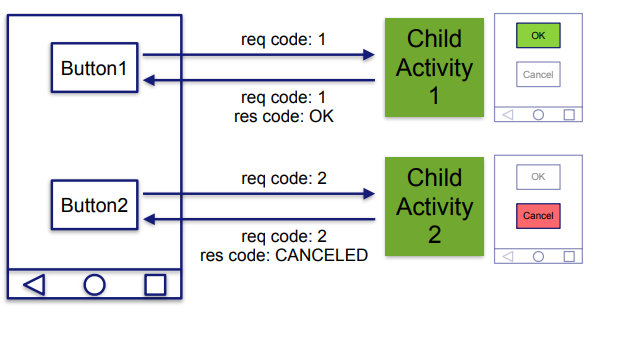 Button1
req code: 1
req code: 1
res code: OK
Child
Activity
1
OK
Cancel
Button2
req code: 2
req code: 2
res code: CANCELED
Child
Activity
2
OK
Cancel